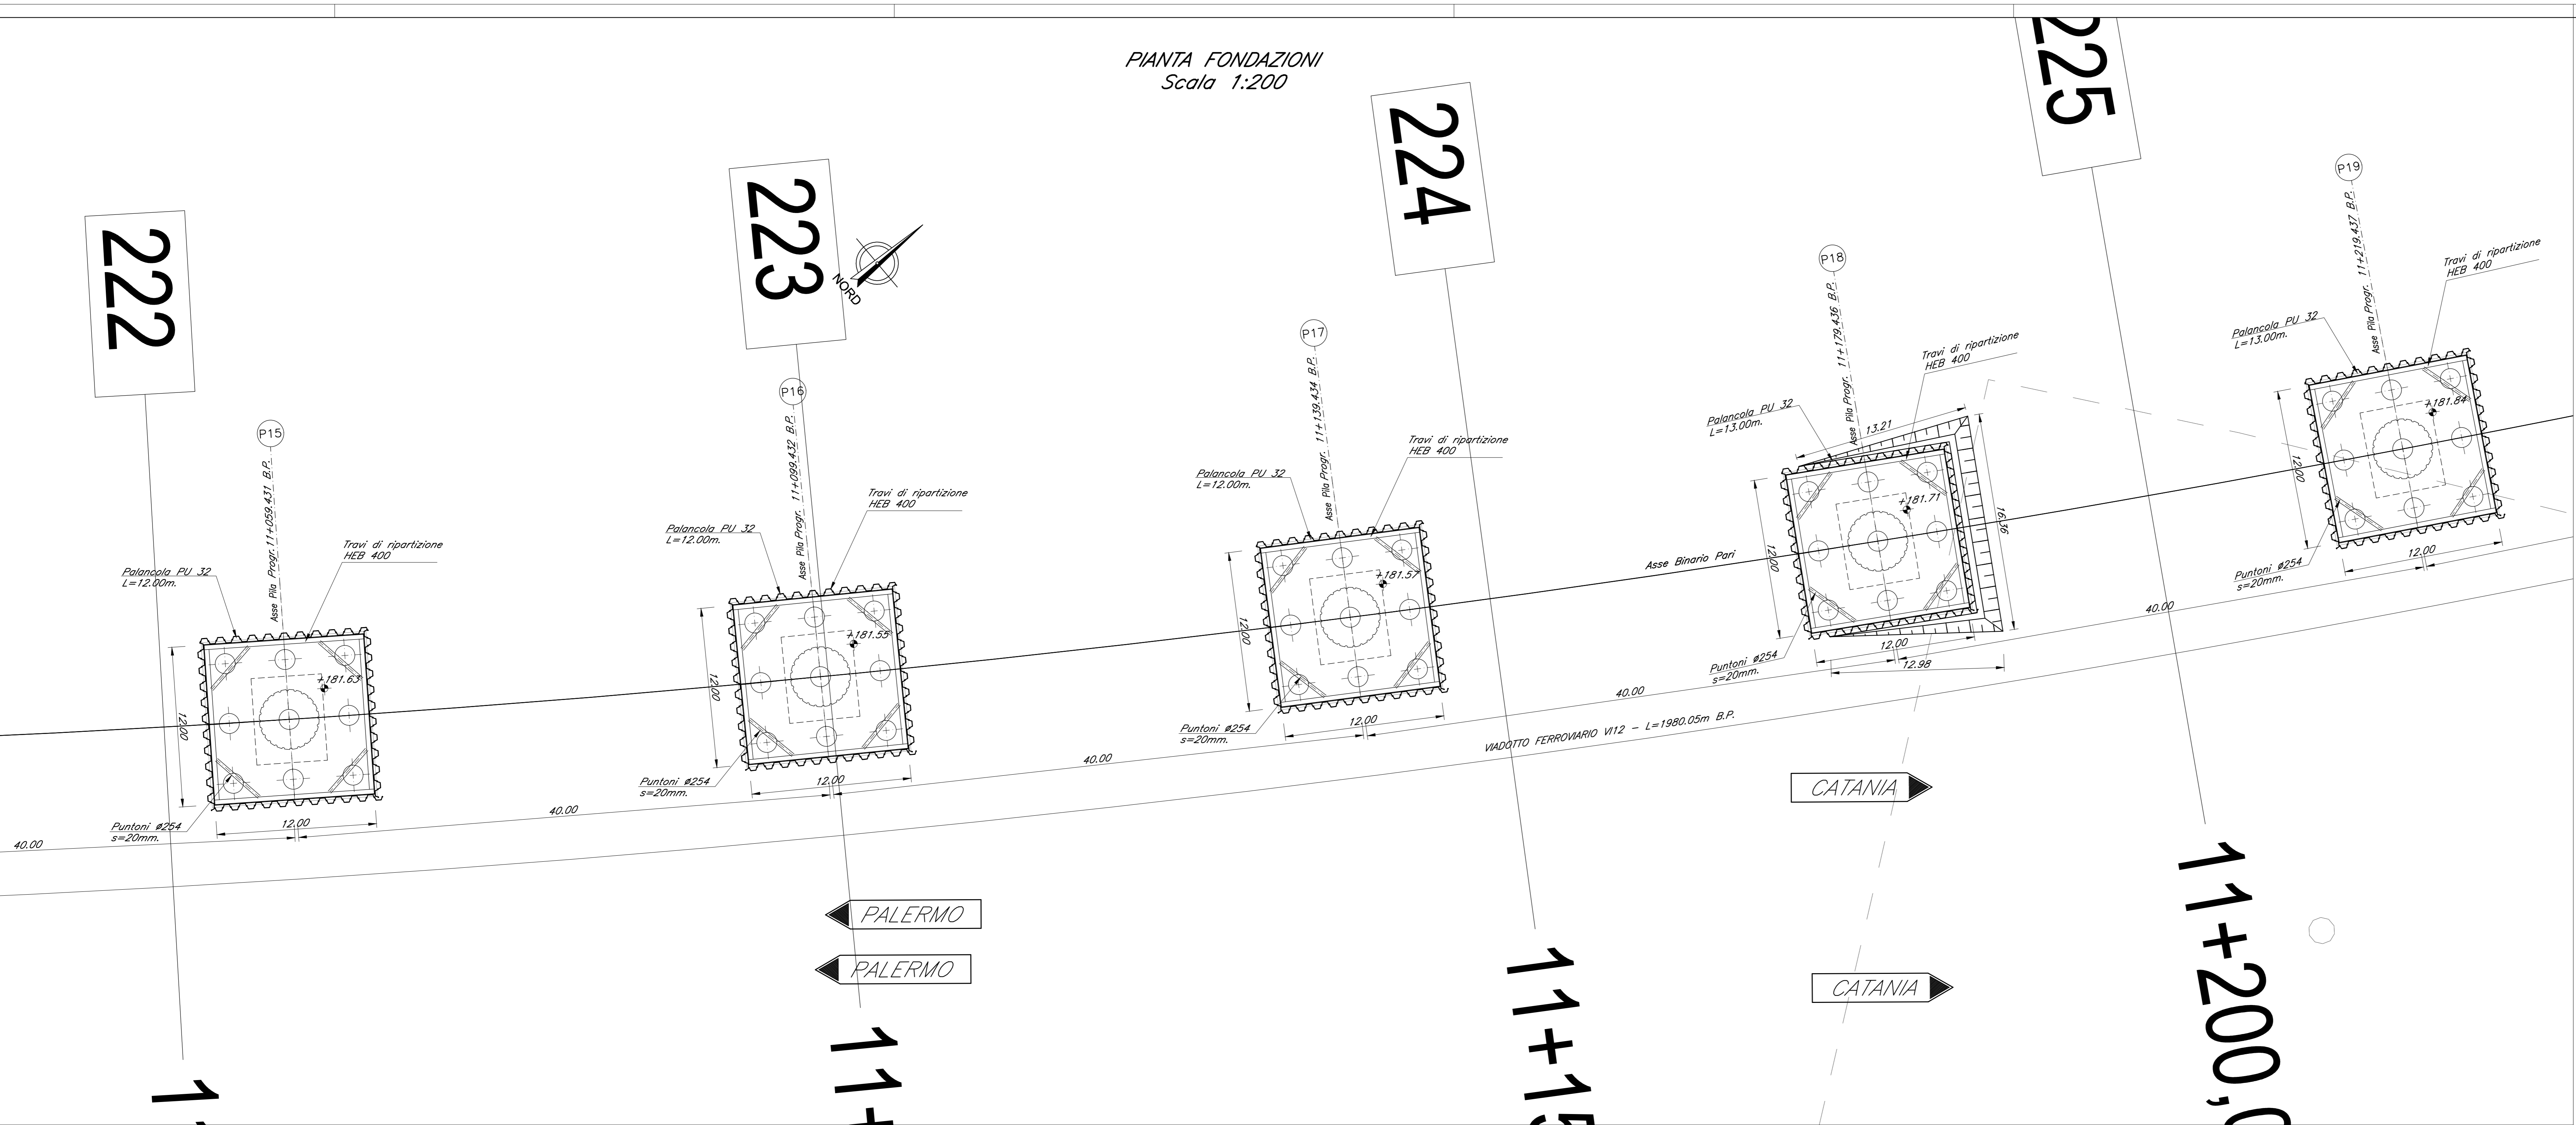 PIANTA FONDAZIONI
Scala 1:200
222
223
224
225
NORD
P15
Asse Pila Progr. 11+059.431 B.P.
Travi di ripartizione
HEB 400
Palancola PU 32
L=12.00m.
+181.63
12.00
12.00
Puntoni ø254
s=20mm.
40.00
P16
Asse Pila Progr. 11+099.432 B.P.
Travi di ripartizione
HEB 400
Palancola PU 32
L=12.00m.
+181.55
12.00
12.00
Puntoni ø254
s=20mm.
40.00
P17
Asse Pila Progr. 11+139.434 B.P.
Travi di ripartizione
HEB 400
Palancola PU 32
L=12.00m.
+181.57
12.00
12.00
Puntoni ø254
s=20mm.
40.00
P18
Asse Pila Progr. 11+179.436 B.P.
Travi di ripartizione
HEB 400
Palancola PU 32
L=13.00m.
13.21
+181.71
16.36
12.00
12.00
12.98
Puntoni ø254
s=20mm.
40.00
P19
Asse Pila Progr. 11+219.437 B.P.
Travi di ripartizione
HEB 400
Palancola PU 32
L=13.00m.
+181.84
12.00
12.00
Puntoni ø254
s=20mm.
40.00
Asse Binario Pari
VIADOTTO FERROVIARIO VI12 – L=1980.05m B.P.
CATANIA
PALERMO
PALERMO
CATANIA
11+15
11+200,0
11+